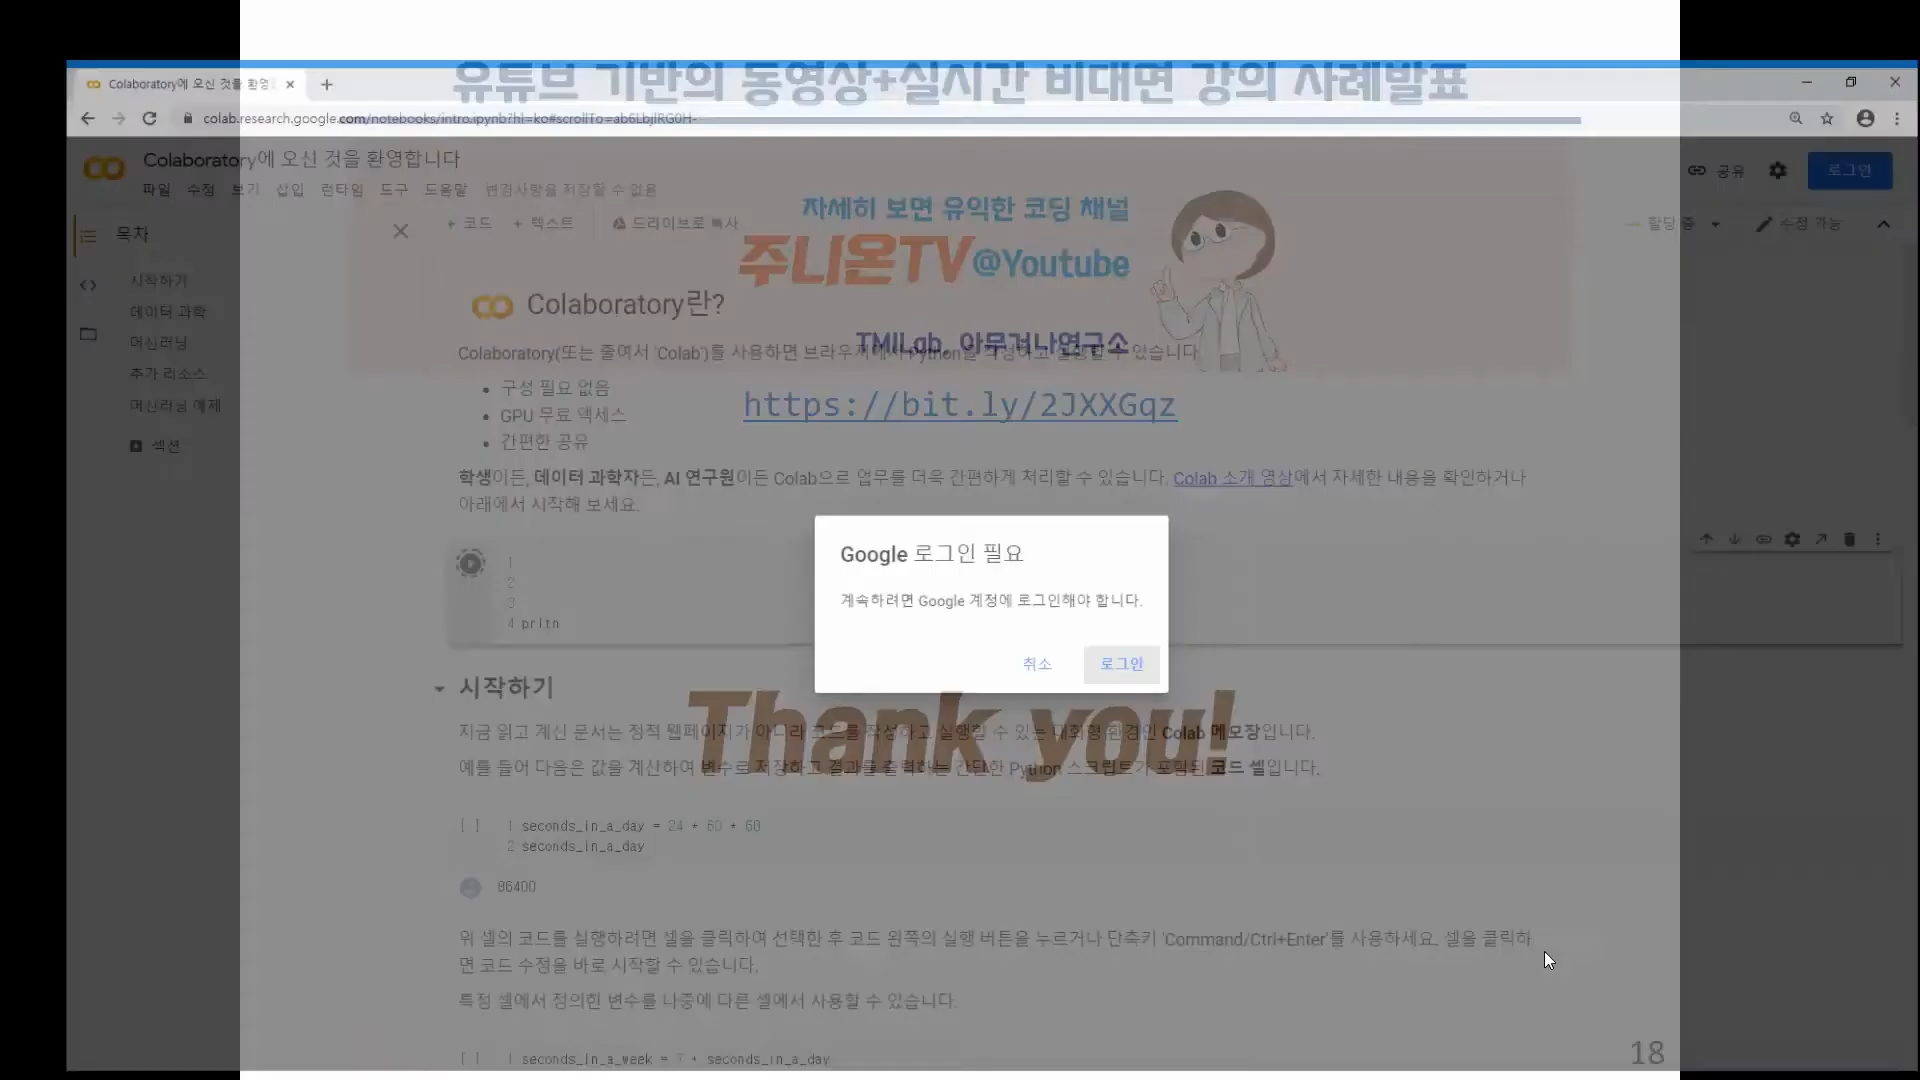 유튜브 기반의 동영상+실시간 비대면 강의 사례발표
Colaboratory에 오신 것을 환영
colab.research.google.com/notebooks/intro.ipynb?hl=ko#scrollTo=ab6LbjlRG0H-
Colaboratory에 오신 것을 환영합니다
파일 수정 보기 삽입 런타임 도구 도움말 변경사항을 저장할 수 없음
공유
로그인
+ 코드 + 텍스트 드라이브로 복사
할당 중
수정 가능
목차
시작하기
데이터 과학
머신러닝
추가 리소스
머신러닝 예제
섹션
자세히 보면 유익한 코딩 채널
주니온TV@Youtube
TMILab. 아무거나연구소
https://bit.ly/2JXXGqz
Colaboratory란?
Colaboratory(또는 줄여서 'Colab')를 사용하면 브라우저에서 Python을 작성하고 실행할 수 있습니다
• 구성 필요 없음
• GPU 무료 액세스
• 간편한 공유
학생이든, 데이터 과학자든, AI 연구원이든 Colab으로 업무를 더욱 간편하게 처리할 수 있습니다. Colab 소개 영상에서 자세한 내용을 확인하거나
아래에서 시작해 보세요.
1
2
3
4 pritn
Google 로그인 필요
계속하려면 Google 계정에 로그인해야 합니다.
취소 로그인
시작하기
Thank you!
지금 읽고 계신 문서는 정적 웹페이지가 아니라 코드를 작성하고 실행할 수 있는 대화형 환경인 Colab 메모장입니다.
예를 들어 다음은 값을 계산하여 변수로 저장하고 결과를 출력하는 간단한 Python 스크립트가 포함된 코드 셀입니다.
[ ] 1 seconds_in_a_day = 24 * 60 * 60
2 seconds_in_a_day
86400
위 셀의 코드를 실행하려면 셀을 클릭하여 선택한 후 코드 왼쪽의 실행 버튼을 누르거나 단축키 'Command/Ctrl+Enter'를 사용하세요. 셀을 클릭하
면 코드 수정을 바로 시작할 수 있습니다.
특정 셀에서 정의한 변수를 나중에 다른 셀에서 사용할 수 있습니다.
[ ] 1 seconds_in_a_week = 7 * seconds_in_a_day
18